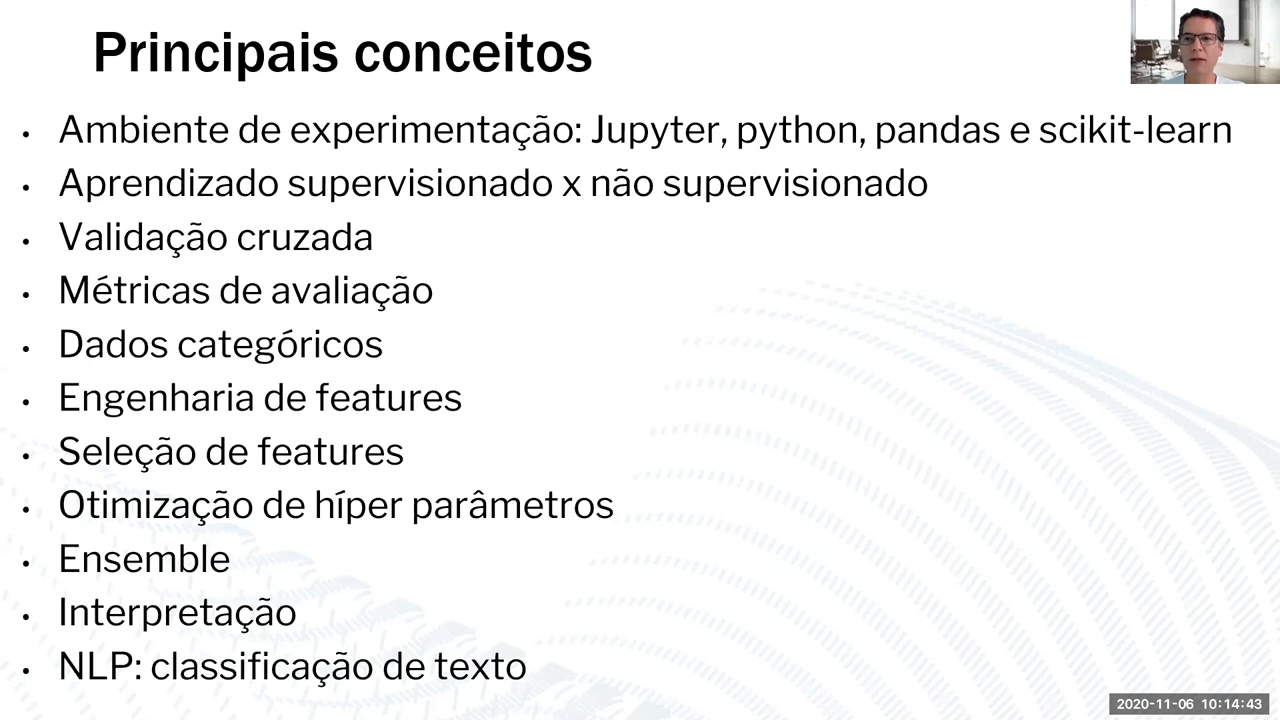 Principais conceitos
• Ambiente de experimentação: Jupyter, python, pandas e scikit-learn
• Aprendizado supervisionado x não supervisionado
• Validação cruzada
• Métricas de avaliação
• Dados categóricos
• Engenharia de features
• Seleção de features
• Otimização de híper parâmetros
• Ensemble
• Interpretação
• NLP: classificação de texto
2020-11-06 10:14:43